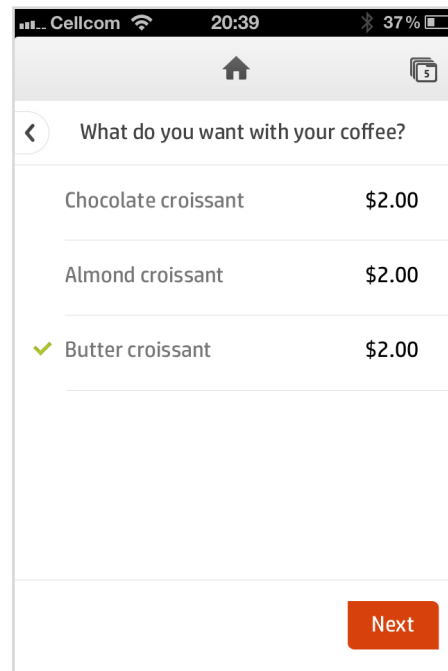 Cellcom 20:39 37%
5
What do you want with your coffee?
Chocolate croissant $2.00
Almond croissant $2.00
Butter croissant $2.00
Next